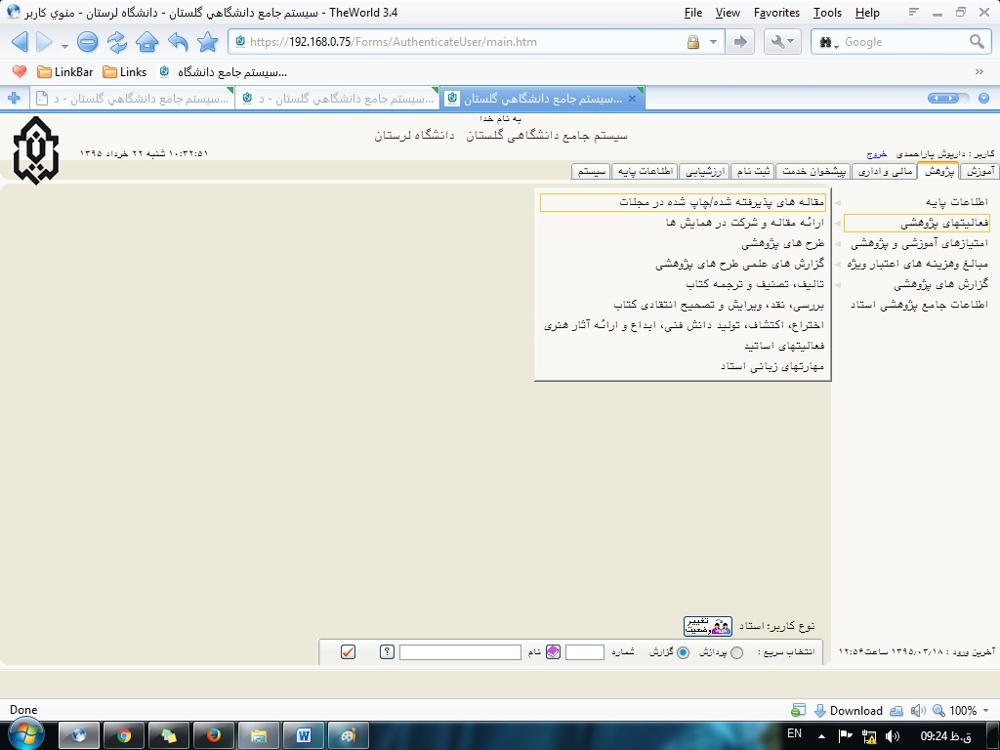 سيستم جامع دانشگاهي گلستان - دانشگاه لرستان - منوي كاربر - TheWorld 3.4
File View Favorites Tools Help
https://192.168.0.75/Forms/AuthenticateUser/main.htm
Google
LinkBar Links سیستم جامع دانشگاه...
سيستم جامع دانشگاهي گلستان - د...
سيستم جامع دانشگاهي گلستان - د...
سيستم جامع دانشگاهي گلستان...
به نام خدا
سیستم جامع دانشگاهی گلستان دانشگاه لرستان
کاربر : داریوش یاراحمدی خروج
۱۰:۳۲:۵۱ شنبه ۲۲ خرداد ۱۳۹۵
آموزش پژوهش مالی و اداری پیشخوان خدمت ثبت نام ارزشیابی اطلاعات پایه سیستم
اطلاعات پایه
فعالیتهای پژوهشی
امتیازهای آموزشی و پژوهشی
مبالغ وهزینه های اعتبار ویژه
گزارش های پژوهشی
اطلاعات جامع پژوهشی استاد
مقاله های پذیرفته شده/چاپ شده در مجلات
ارائه مقاله و شرکت در همایش ها
طرح های پژوهشی
گزارش های علمی طرح های پژوهشی
تالیف، تصنیف و ترجمه کتاب
بررسی، نقد، ویرایش و تصحیح انتقادی کتاب
اختراع، اکتشاف، تولید دانش فنی، ابداع و ارائه آثار هنری
فعالیتهای اساتید
مهارتهای زبانی استاد
نوع کاربر: استاد تغییر وضعیت
آخرین ورود : ۱۳۹۵/۰۳/۱۸ ساعت۱۲:۵۶
انتخاب سریع : پردازش گزارش شماره نام ?
Done
Download 100%
EN 09:24 ق.ظ